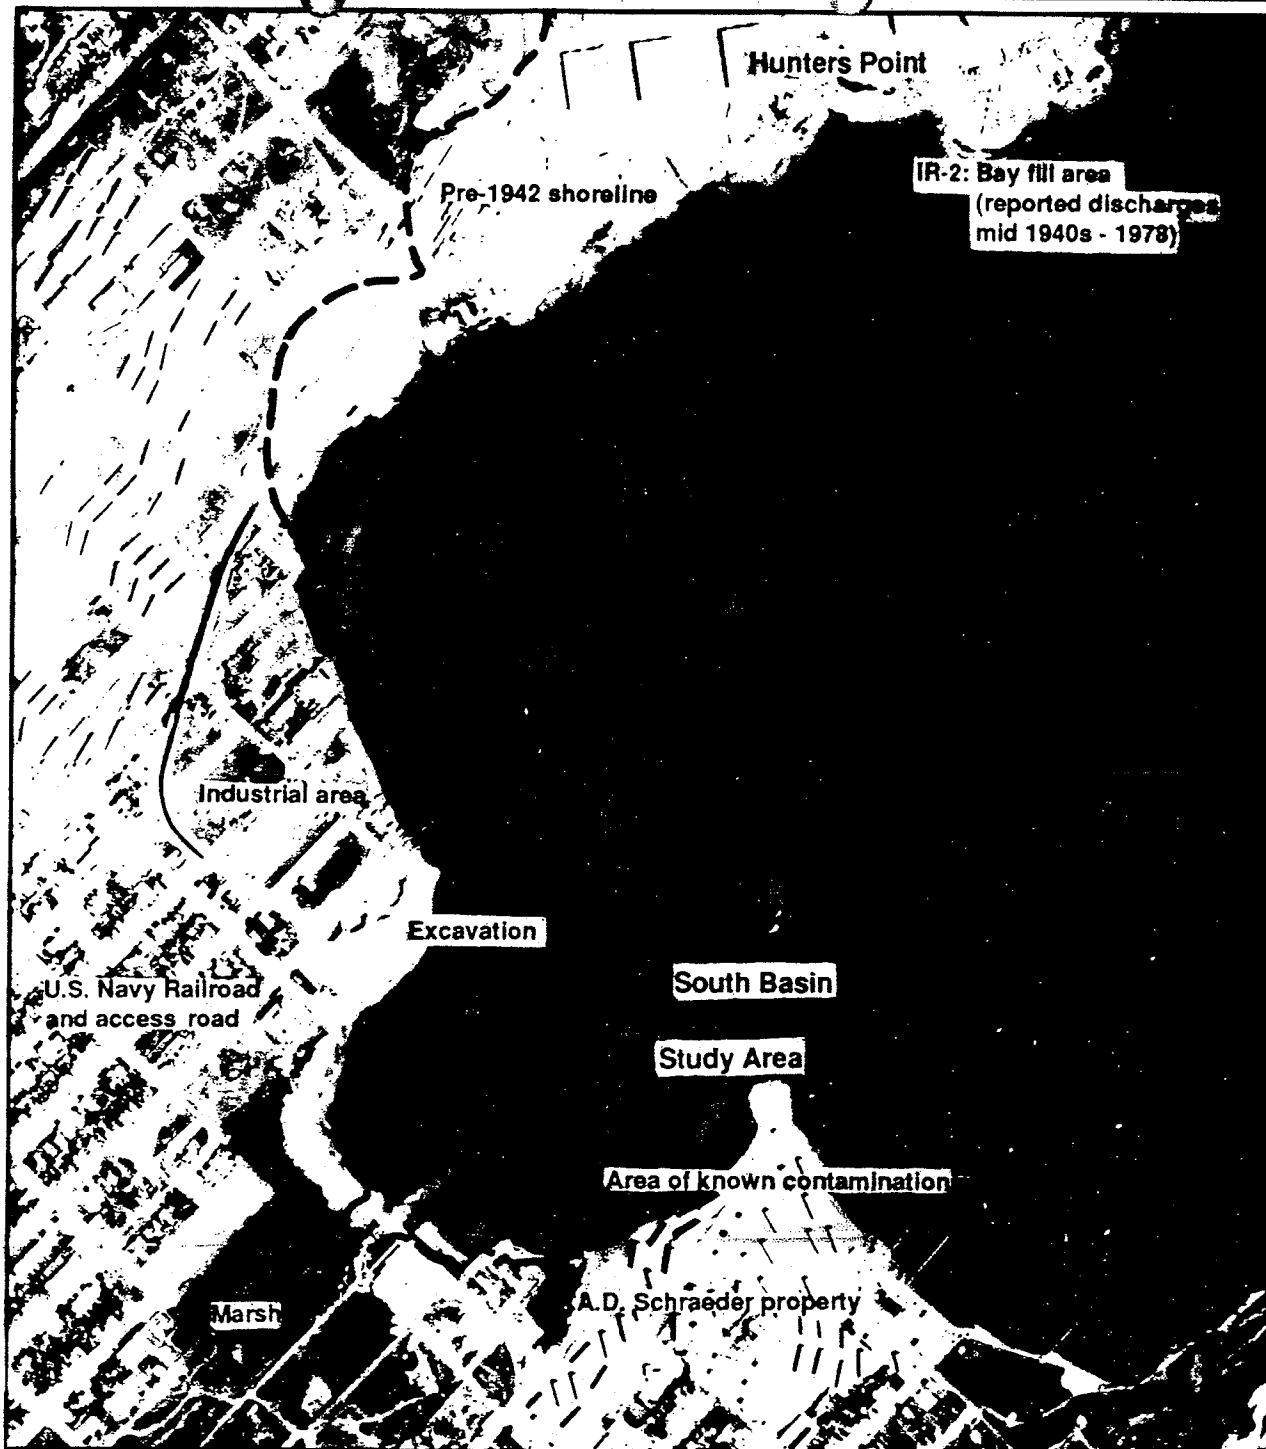 Hunters Point
IR-2: Bay fill area
(reported discharges
mid 1940s - 1978)
Pre-1942 shoreline
Industrial area
Excavation
U.S. Navy Railroad
and access road
South Basin
Study Area
Area of known contamination
A.D. Schraeder property
Marsh